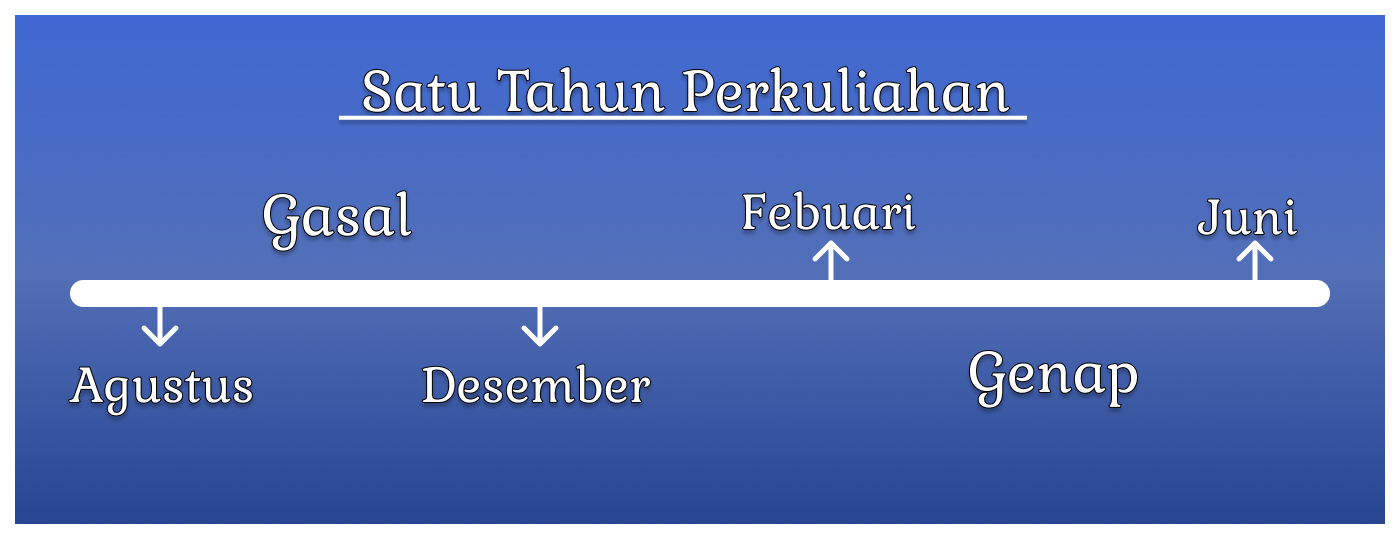 Satu Tahun Perkuliahan
Gasal
Febuari
Juni
Agustus
Desember
Genap